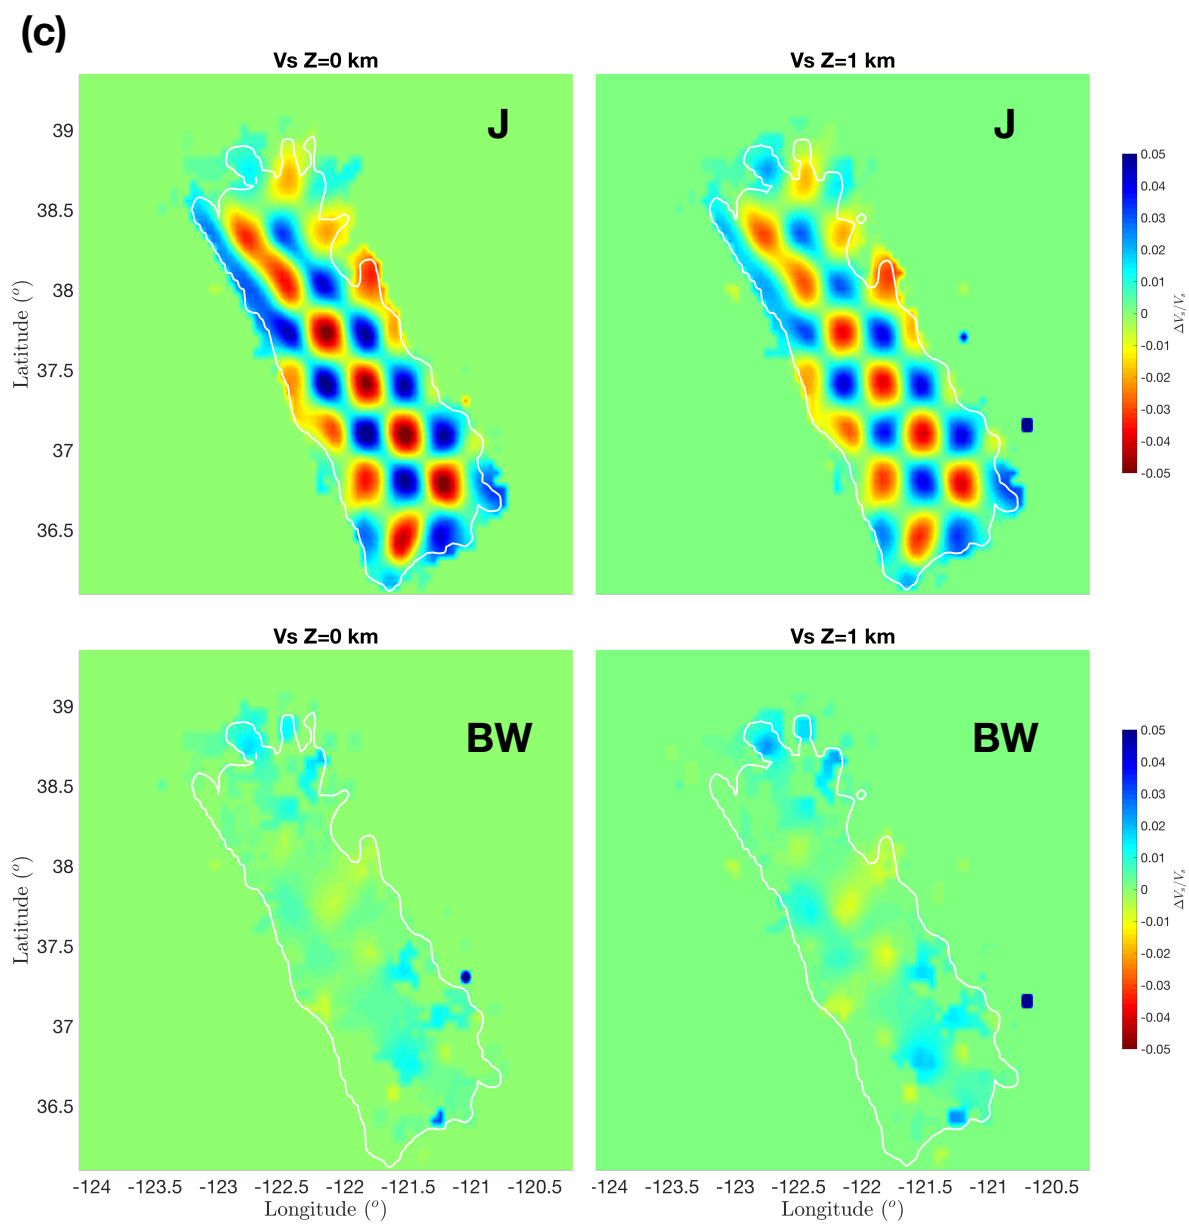 (c)
Vs Z=0 km
Vs Z=1 km
J
J
39
38.5
38
37.5
37
36.5
Latitude (°)
0.05
0.04
0.03
0.02
0.01
0
-0.01
-0.02
-0.03
-0.04
-0.05
ΔVs/Vs
Vs Z=0 km
Vs Z=1 km
BW
BW
39
38.5
38
37.5
37
36.5
Latitude (°)
0.05
0.04
0.03
0.02
0.01
0
-0.01
-0.02
-0.03
-0.04
-0.05
ΔVs/Vs
-124 -123.5 -123 -122.5 -122 -121.5 -121 -120.5
-124 -123.5 -123 -122.5 -122 -121.5 -121 -120.5
Longitude (°)
Longitude (°)